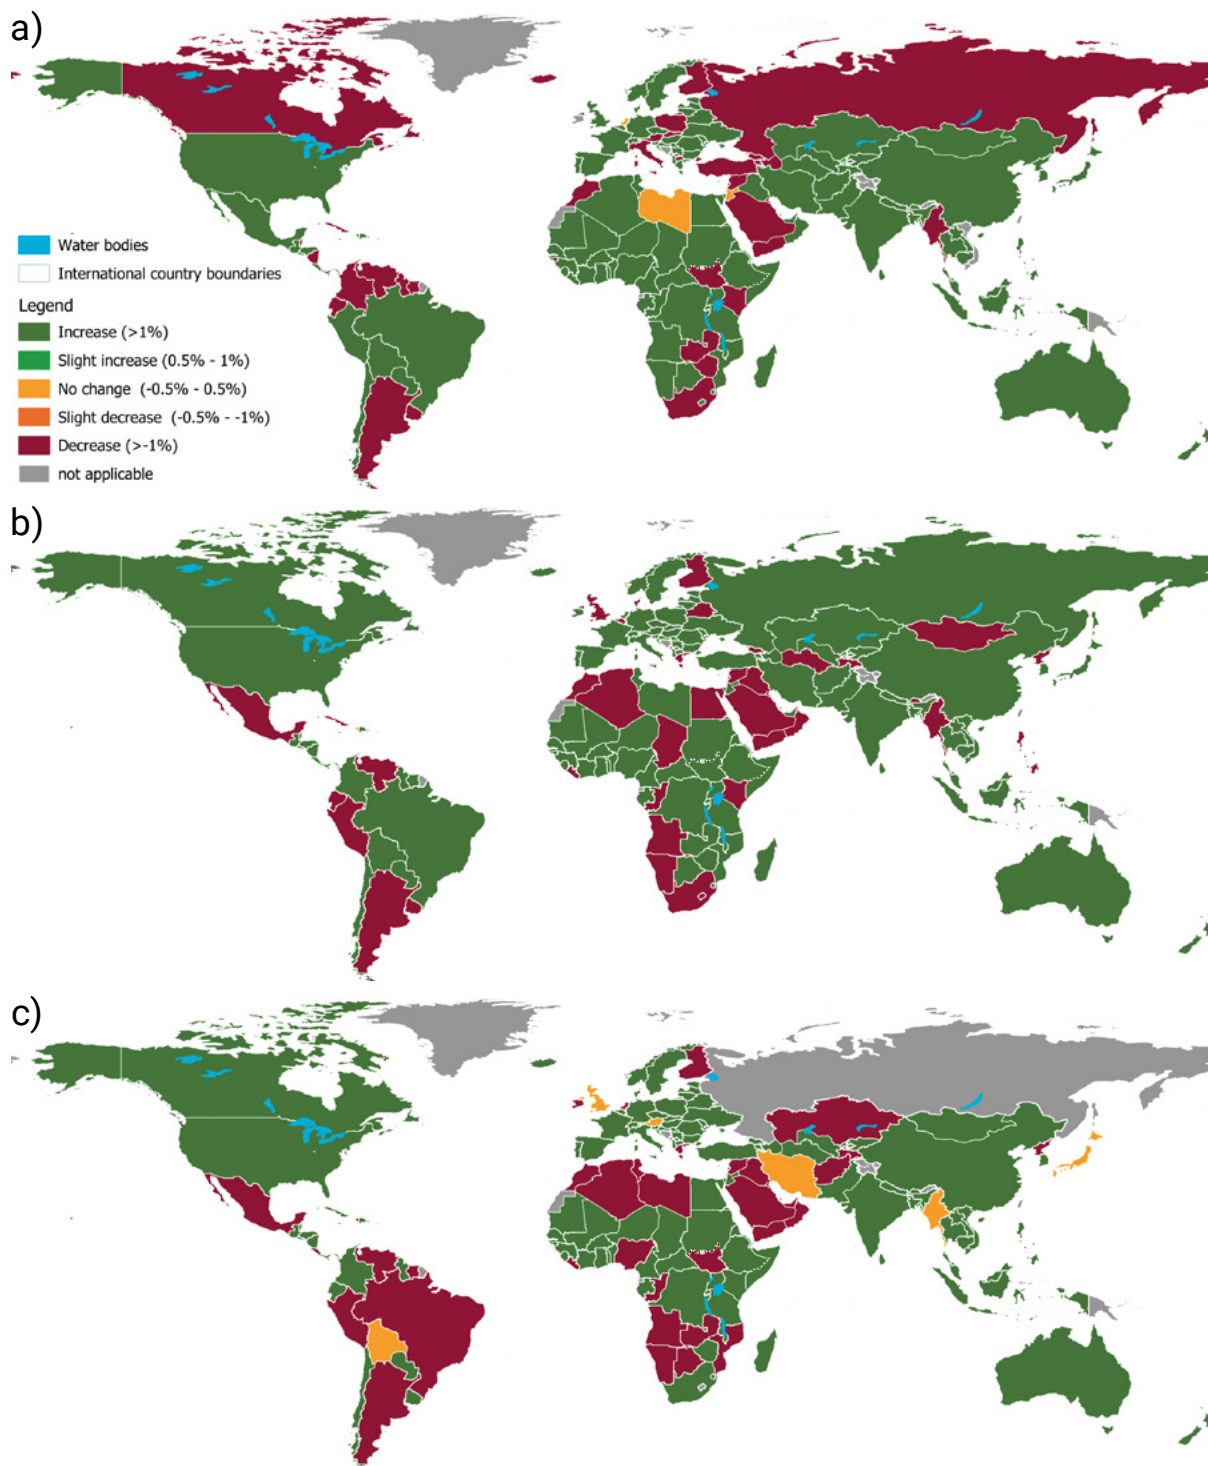 a)
Water bodies
International country boundaries
Legend
Increase (>1%)
Slight increase (0.5% - 1%)
No change (-0.5% - 0.5%)
Slight decrease (-0.5% - -1%)
Decrease (>-1%)
not applicable
b)
c)